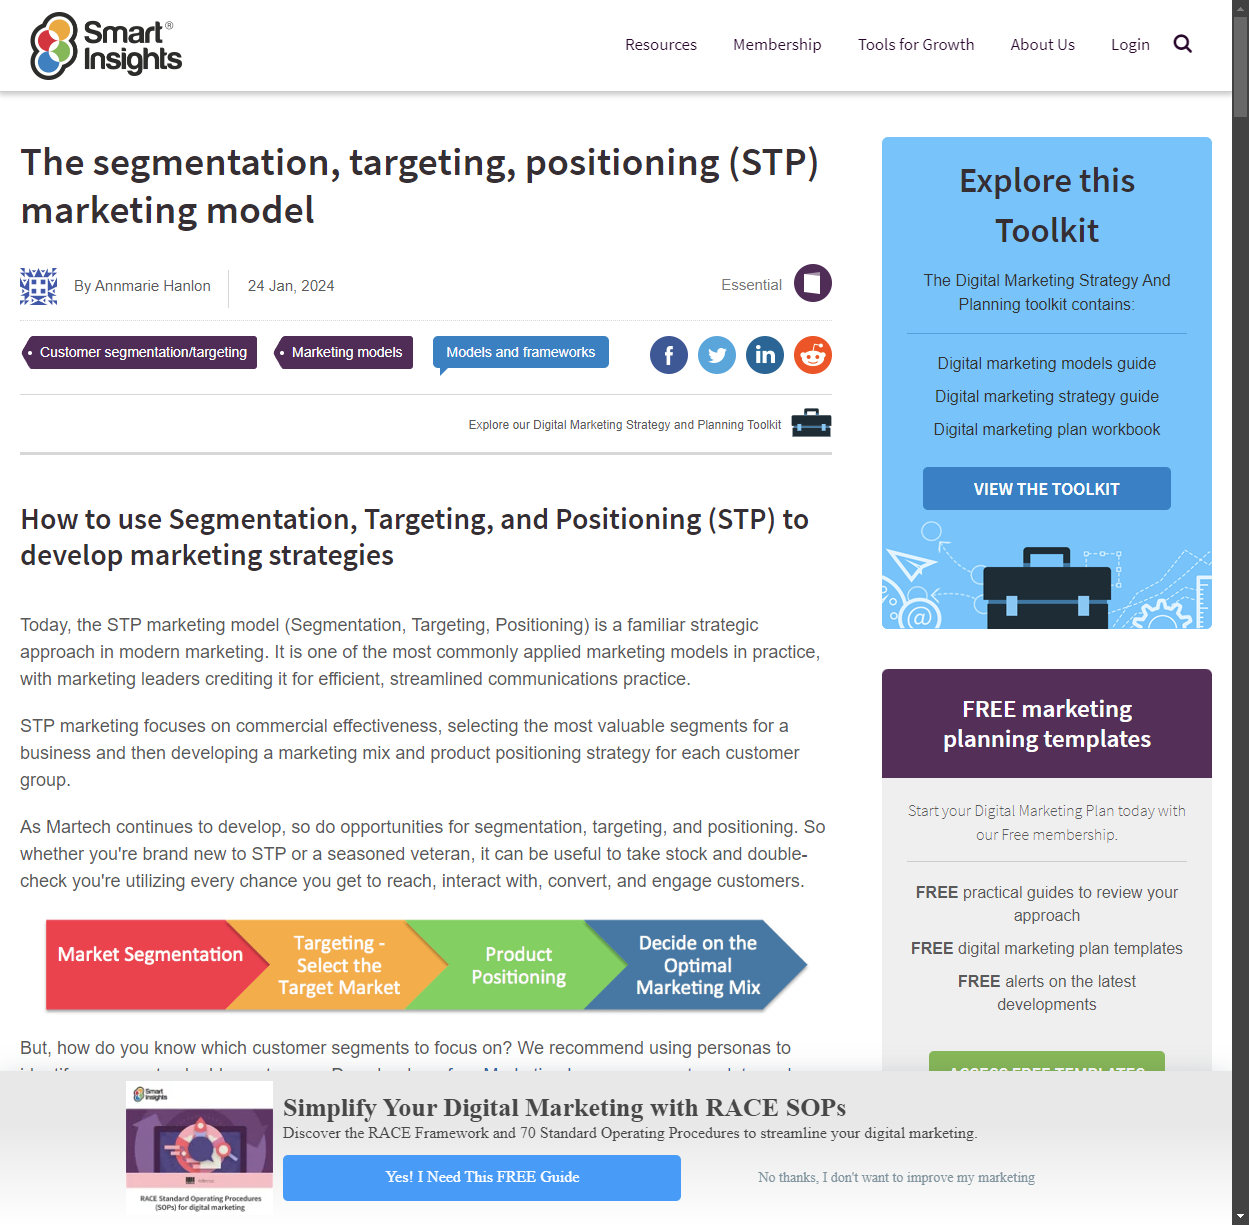 Smart®
Insights
Resources
Membership
Tools for Growth
About Us
Login
The segmentation, targeting, positioning (STP)
marketing model
By Annmarie Hanlon
24 Jan, 2024
Essential
Customer segmentation/targeting
Marketing models
Models and frameworks
Explore our Digital Marketing Strategy and Planning Toolkit
How to use Segmentation, Targeting, and Positioning (STP) to
develop marketing strategies
Today, the STP marketing model (Segmentation, Targeting, Positioning) is a familiar strategic
approach in modern marketing. It is one of the most commonly applied marketing models in practice,
with marketing leaders crediting it for efficient, streamlined communications practice.
STP marketing focuses on commercial effectiveness, selecting the most valuable segments for a
business and then developing a marketing mix and product positioning strategy for each customer
group.
As Martech continues to develop, so do opportunities for segmentation, targeting, and positioning. So
whether you're brand new to STP or a seasoned veteran, it can be useful to take stock and double-
check you're utilizing every chance you get to reach, interact with, convert, and engage customers.
Market Segmentation
Targeting -
Select the
Target Market
Product
Positioning
Decide on the
Optimal
Marketing Mix
But, how do you know which customer segments to focus on? We recommend using personas to
Explore this
Toolkit
The Digital Marketing Strategy And
Planning toolkit contains:
Digital marketing models guide
Digital marketing strategy guide
Digital marketing plan workbook
VIEW THE TOOLKIT
FREE marketing
planning templates
Start your Digital Marketing Plan today with
our Free membership.
FREE practical guides to review your
approach
FREE digital marketing plan templates
FREE alerts on the latest
developments
ACCESS FREE TEMPLATES
Smart
Insights
RACE Standard Operating Procedures
(SOPs) for digital marketing
Simplify Your Digital Marketing with RACE SOPs
Discover the RACE Framework and 70 Standard Operating Procedures to streamline your digital marketing.
Yes! I Need This FREE Guide
No thanks, I don't want to improve my marketing